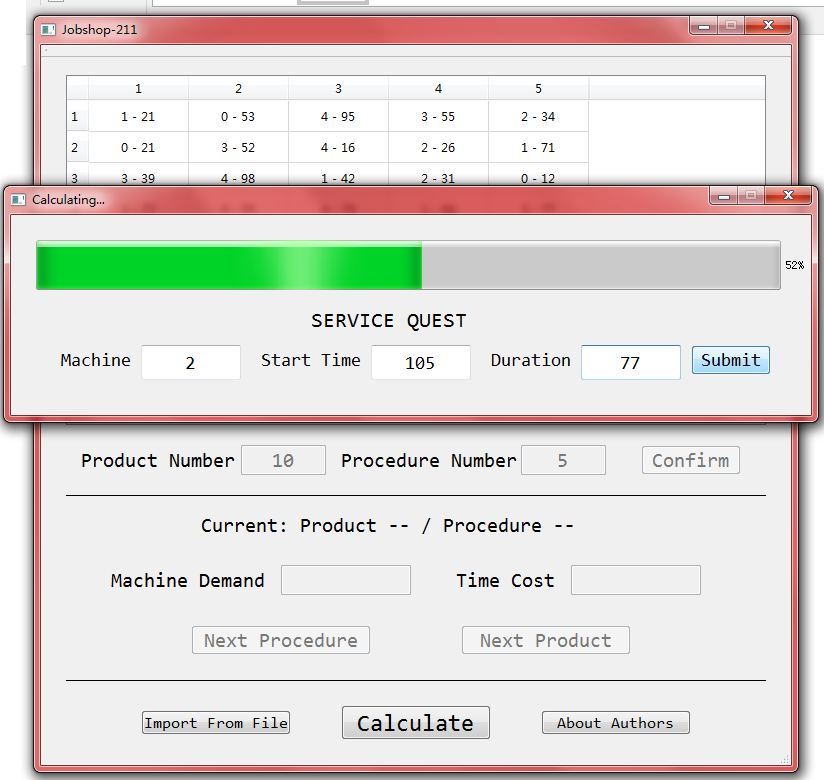 Jobshop-211
1 2 3 4 5
1 1 - 21 0 - 53 4 - 95 3 - 55 2 - 34
2 0 - 21 3 - 52 4 - 16 2 - 26 1 - 71
3 3 - 39 4 - 98 1 - 42 2 - 31 0 - 12
Calculating...
52%
SERVICE QUEST
Machine 2 Start Time 105 Duration 77 Submit
Product Number 10 Procedure Number 5 Confirm
Current: Product -- / Procedure --
Machine Demand Time Cost
Next Procedure Next Product
Import From File Calculate About Authors